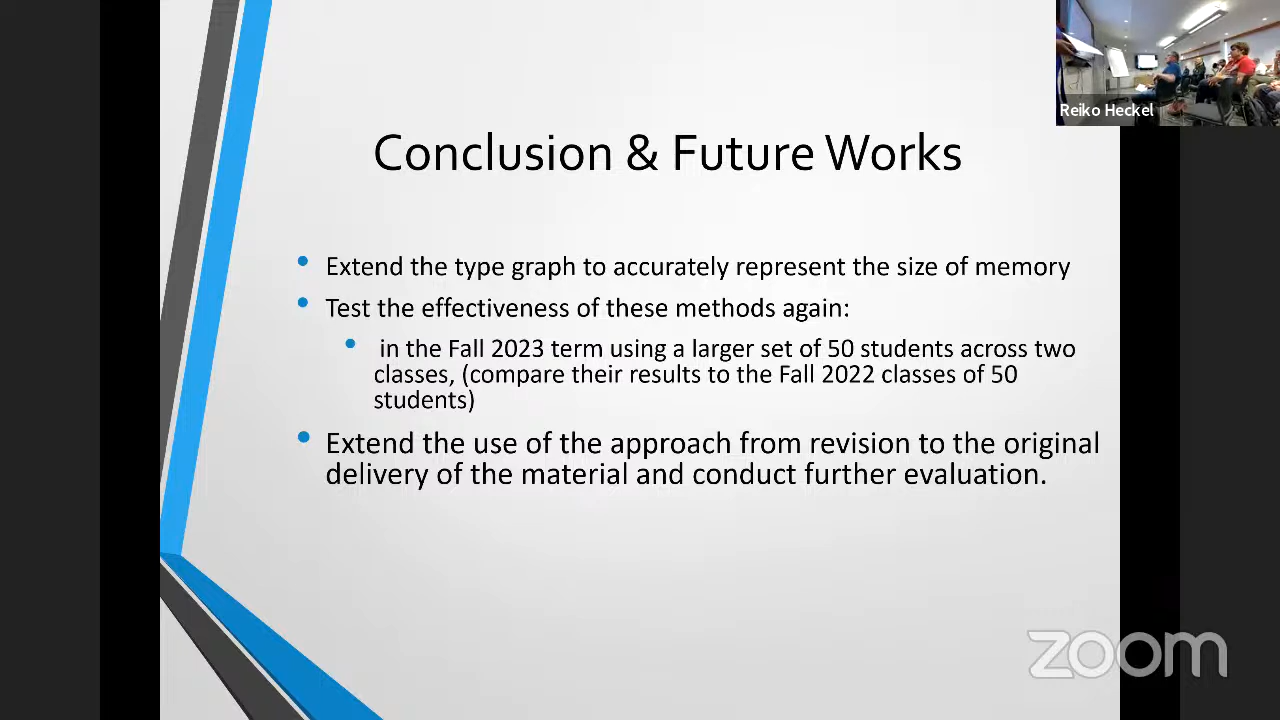 Reiko Heckel
Conclusion & Future Works
• Extend the type graph to accurately represent the size of memory
• Test the effectiveness of these methods again:
• in the Fall 2023 term using a larger set of 50 students across two
classes, (compare their results to the Fall 2022 classes of 50
students)
• Extend the use of the approach from revision to the original
delivery of the material and conduct further evaluation.
zoom